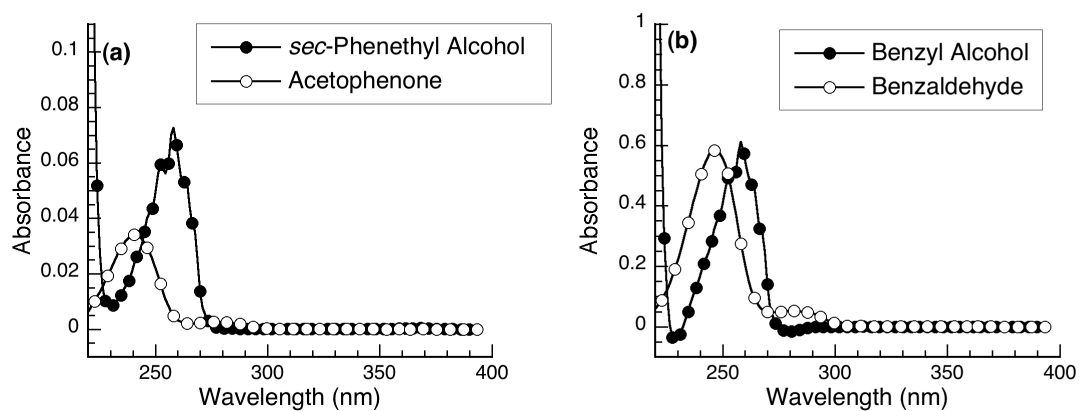 (a)
sec-Phenethyl Alcohol
Acetophenone
0.1
0.08
0.06
0.04
0.02
0
Absorbance
250
300
350
400
Wavelength (nm)
(b)
Benzyl Alcohol
Benzaldehyde
1
0.8
0.6
0.4
0.2
0
Absorbance
250
300
350
400
Wavelength (nm)